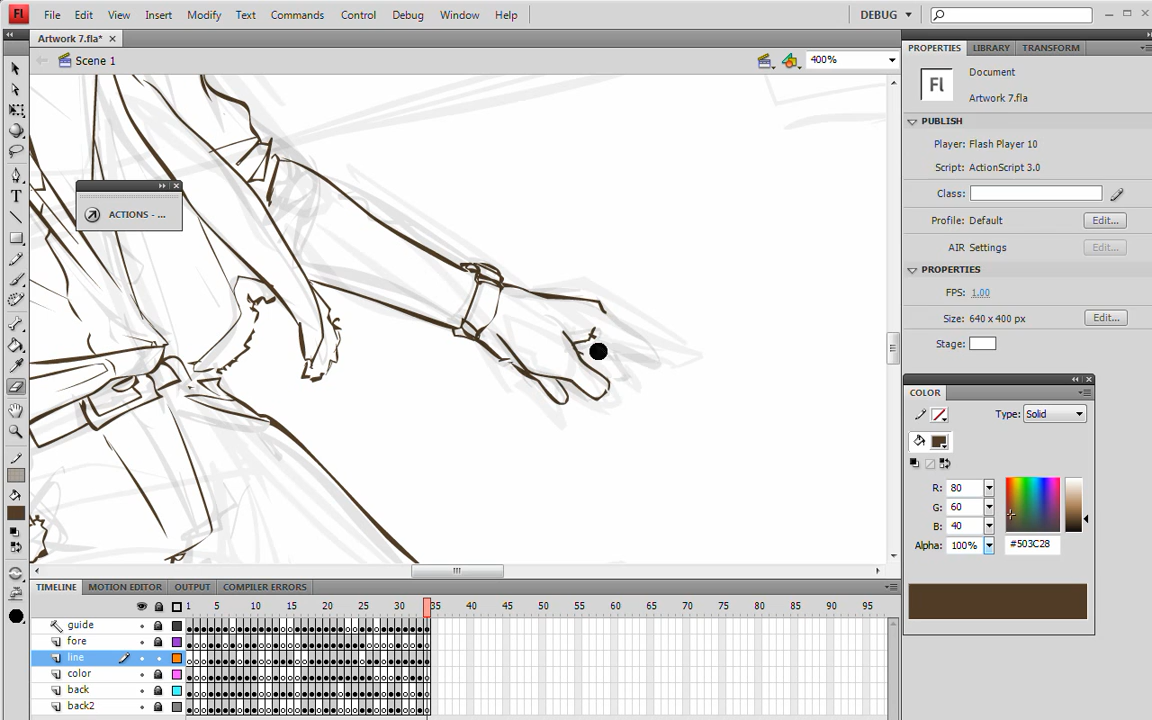 Fl File Edit View Insert Modify Text Commands Control Debug Window Help DEBUG
Artwork 7.fla*
Scene 1 400%
ACTIONS - ...
PROPERTIES LIBRARY TRANSFORM
Fl Document
Artwork 7.fla
PUBLISH
Player: Flash Player 10
Script: ActionScript 3.0
Class:
Profile: Default Edit...
AIR Settings Edit...
PROPERTIES
FPS: 1.00
Size: 640 x 400 px Edit...
Stage:
COLOR
Type: Solid
R: 80
G: 60
B: 40
Alpha: 100% #503C28
TIMELINE MOTION EDITOR OUTPUT COMPILER ERRORS
1 5 10 15 20 25 30 35 40 45 50 55 60 65 70 75 80 85 90 95
guide
fore
line
color
back
back2